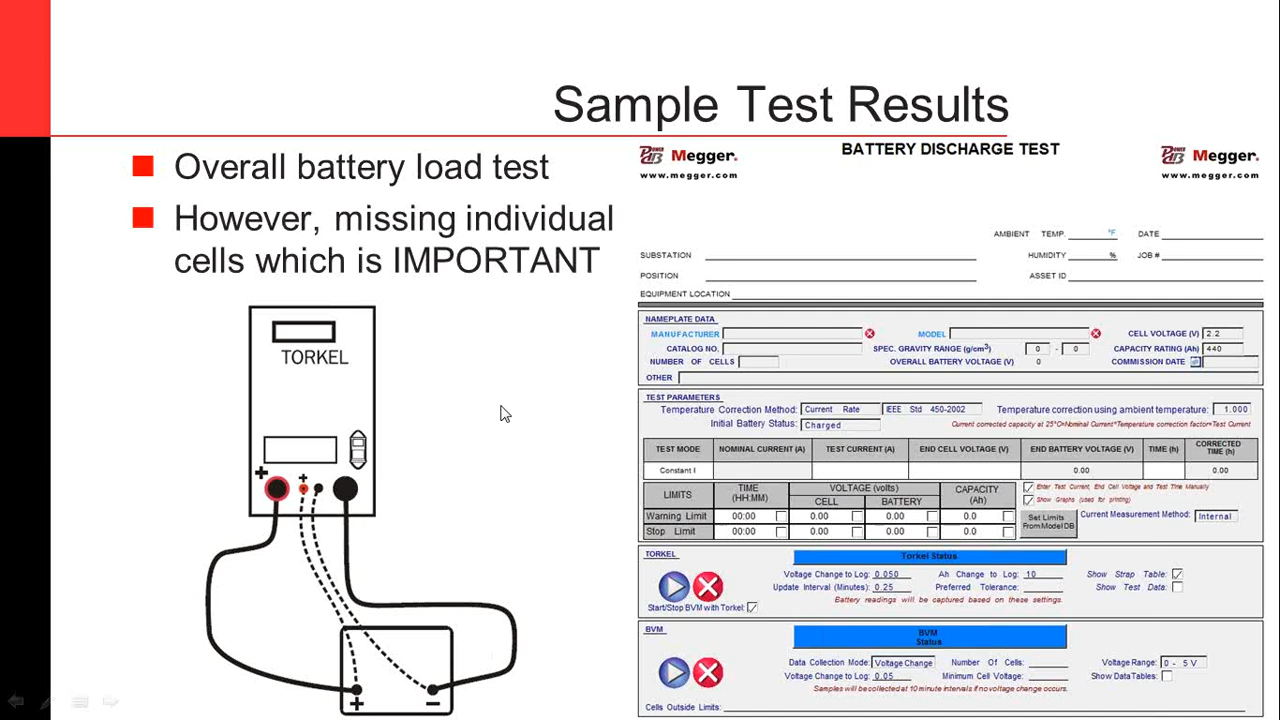 Sample Test Results
Overall battery load test
However, missing individual
cells which is IMPORTANT
TORKEL
+
+
+
−
POWER DB Megger.
www.megger.com
BATTERY DISCHARGE TEST
POWER DB Megger.
www.megger.com
AMBIENT TEMP. °F DATE
SUBSTATION HUMIDITY % JOB #
POSITION ASSET ID
EQUIPMENT LOCATION
NAMEPLATE DATA
MANUFACTURER MODEL CELL VOLTAGE (V) 2.2
CATALOG NO. SPEC. GRAVITY RANGE (g/cm3) 0 - 0 CAPACITY RATING (Ah) 440
NUMBER OF CELLS OVERALL BATTERY VOLTAGE (V) 0 COMMISSION DATE
OTHER
TEST PARAMETERS
Temperature Correction Method: Current Rate IEEE Std 450-2002 Temperature correction using ambient temperature: 1.000
Initial Battery Status: Charged Current corrected capacity at 25°C=Nominal Current*Temperature correction factor=Test Current
TEST MODE NOMINAL CURRENT (A) TEST CURRENT (A) END CELL VOLTAGE (V) END BATTERY VOLTAGE (V) TIME (h) CORRECTED TIME (h)
Constant I 0.00 0.00
LIMITS TIME (HH:MM) VOLTAGE (volts) CAPACITY (Ah)
CELL BATTERY
Warning Limit 00:00 0.00 0.00 0.0
Stop Limit 00:00 0.00 0.00 0.0
Enter Test Current, End Cell Voltage and Test Time Manually
Show Graphs (used for printing)
Set Limits From Model DB Current Measurement Method: Internal
TORKEL
Torkel Status
Voltage Change to Log: 0.050 Ah Change to Log: 10 Show Strap Table:
Update Interval (Minutes): 0.25 Preferred Tolerance: Show Test Data:
Battery readings will be captured based on these settings.
Start/Stop BVM with Torkel:
BVM
BVM
Status
Data Collection Mode: Voltage Change Number Of Cells: Voltage Range: 0 - 5 V
Voltage Change to Log: 0.05 Minimum Cell Voltage: Show Data Tables:
Samples will be collected at 10 minute intervals if no voltage change occurs.
Cells Outside Limits: